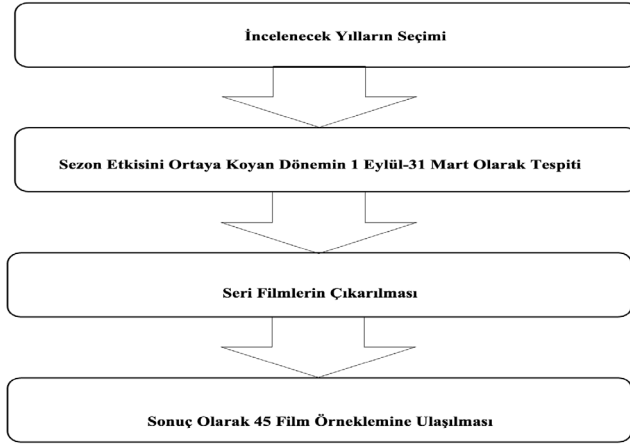 İncelenecek Yılların Seçimi
Sezon Etkisini Ortaya Koyan Dönemin 1 Eylül-31 Mart Olarak Tespiti
Seri Filmlerin Çıkarılması
Sonuç Olarak 45 Film Örneklemine Ulaşılması